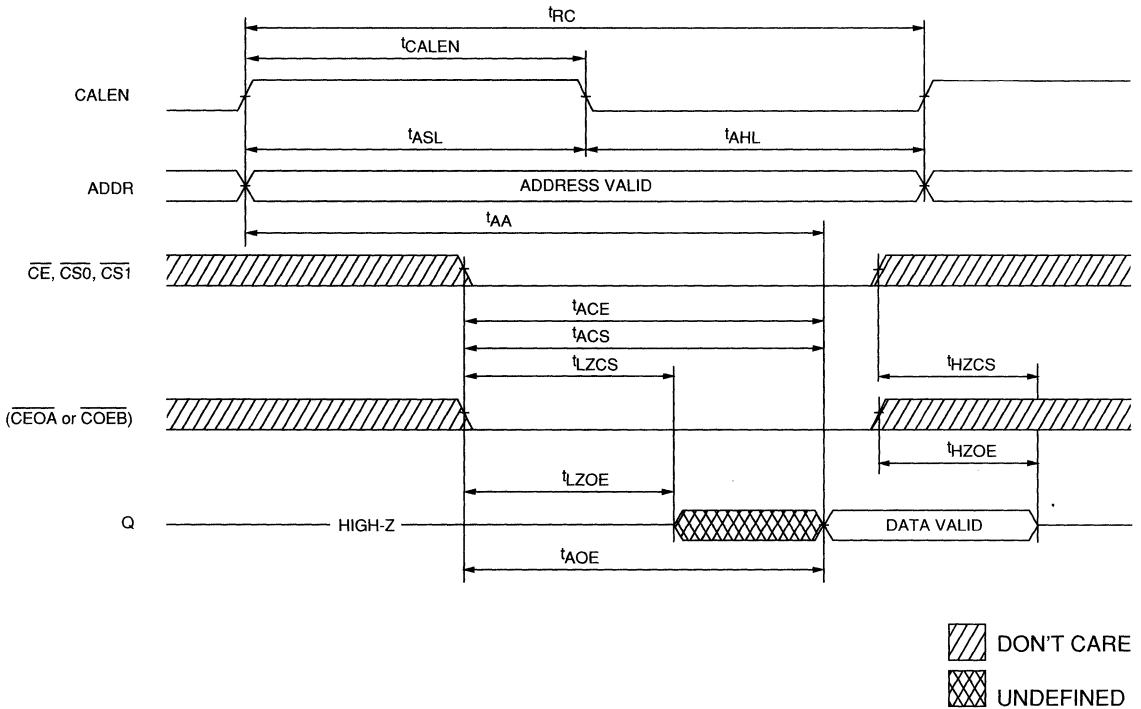 tRC
tCALEN
CALEN
tASL
tAHL
ADDR
ADDRESS VALID
tAA
CE, CS0, CS1
tACE
tACS
tLZCS
tHZCS
(CEOA or COEB)
tHZOE
tLZOE
Q
HIGH-Z
DATA VALID
tAOE
DON'T CARE
UNDEFINED